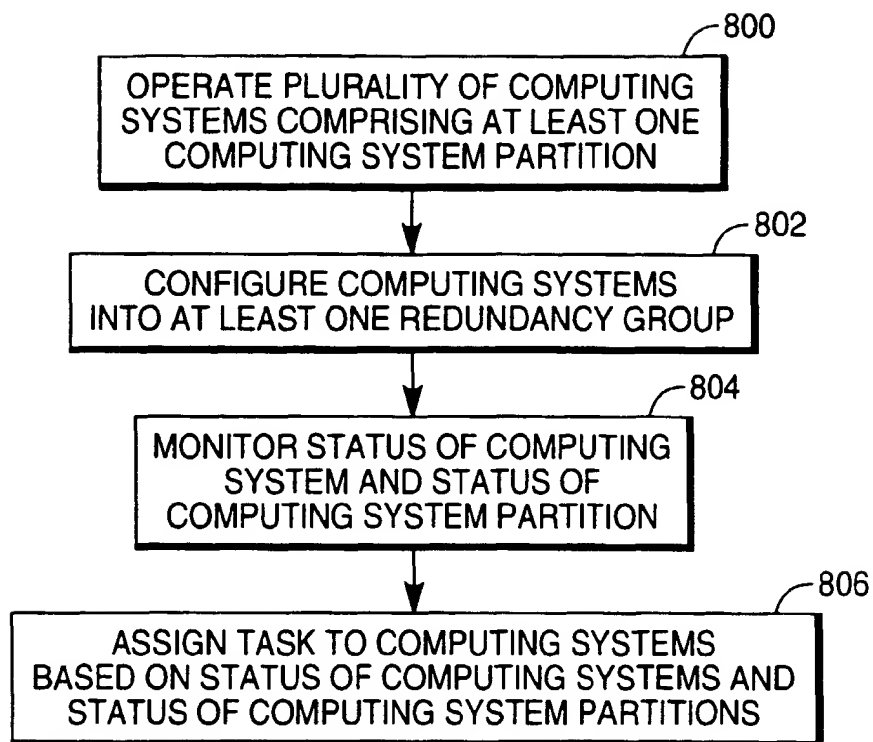 800
OPERATE PLURALITY OF COMPUTING
SYSTEMS COMPRISING AT LEAST ONE
COMPUTING SYSTEM PARTITION
802
CONFIGURE COMPUTING SYSTEMS
INTO AT LEAST ONE REDUNDANCY GROUP
804
MONITOR STATUS OF COMPUTING
SYSTEM AND STATUS OF
COMPUTING SYSTEM PARTITION
806
ASSIGN TASK TO COMPUTING SYSTEMS
BASED ON STATUS OF COMPUTING SYSTEMS AND
STATUS OF COMPUTING SYSTEM PARTITIONS